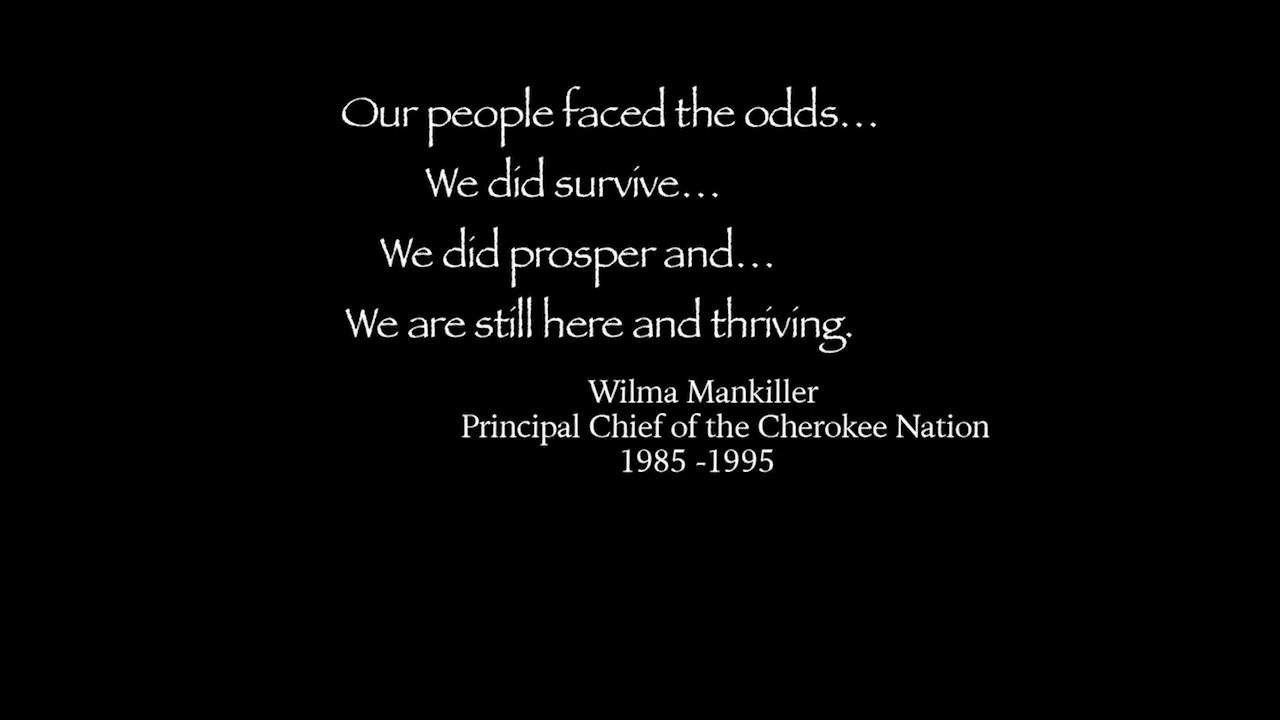 Our people faced the odds...
We did survive...
We did prosper and...
We are still here and thriving.
Wilma Mankiller
Principal Chief of the Cherokee Nation
1985 -1995